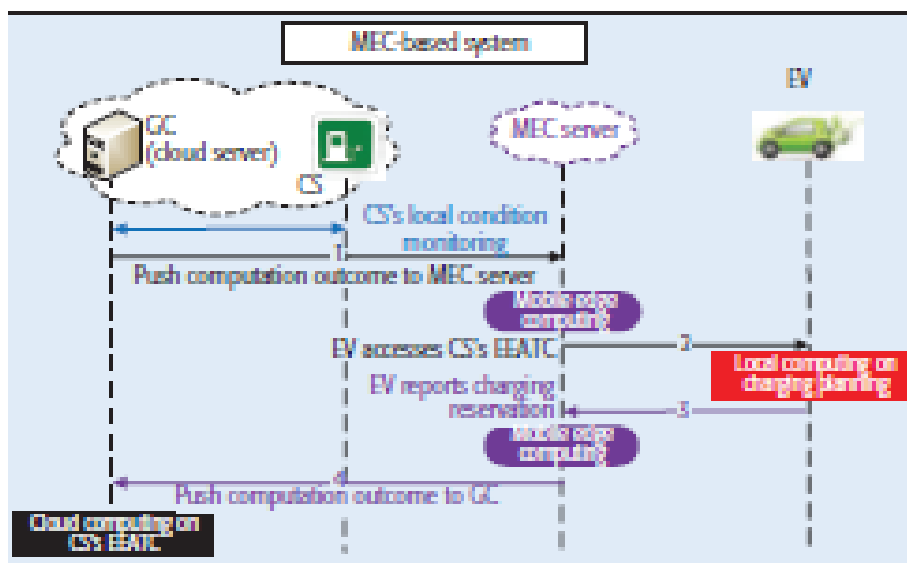 MEC-based system
EV
GC
(cloud server)
CS
MEC server
CS's local condition
monitoring
1
Push computation outcome to MEC server
Mobile edge
computing
EV accesses CS's EEATC
2
Local computing on
charging planning
EV reports charging
reservation
3
Mobile edge
computing
4
Push computation outcome to GC
Cloud computing on
CS's EEATC